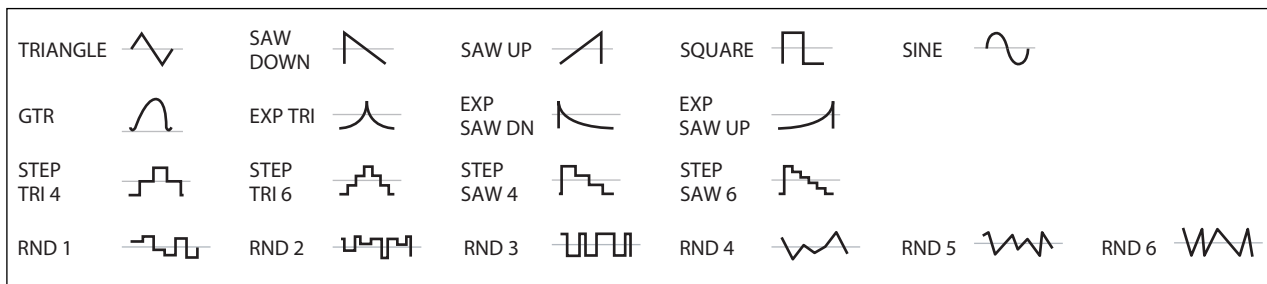 TRIANGLE
SAW
DOWN
SAW UP
SQUARE
SINE
GTR
EXP TRI
EXP
SAW DN
EXP
SAW UP
STEP
TRI 4
STEP
TRI 6
STEP
SAW 4
STEP
SAW 6
RND 1
RND 2
RND 3
RND 4
RND 5
RND 6